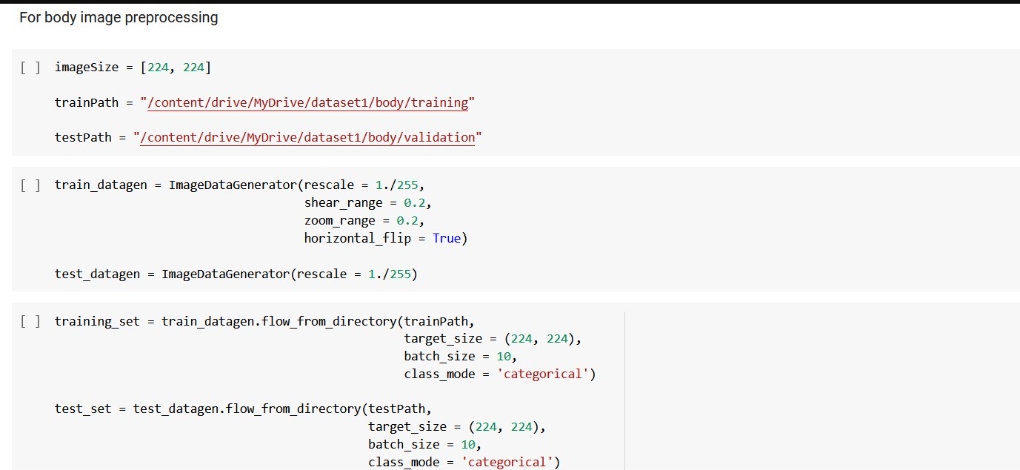 For body image preprocessing
[ ] imageSize = [224, 224]
trainPath = "/content/drive/MyDrive/dataset1/body/training"
testPath = "/content/drive/MyDrive/dataset1/body/validation"
[ ] train_datagen = ImageDataGenerator(rescale = 1./255,
shear_range = 0.2,
zoom_range = 0.2,
horizontal_flip = True)
test_datagen = ImageDataGenerator(rescale = 1./255)
[ ] training_set = train_datagen.flow_from_directory(trainPath,
target_size = (224, 224),
batch_size = 10,
class_mode = 'categorical')
test_set = test_datagen.flow_from_directory(testPath,
target_size = (224, 224),
batch_size = 10,
class_mode = 'categorical')